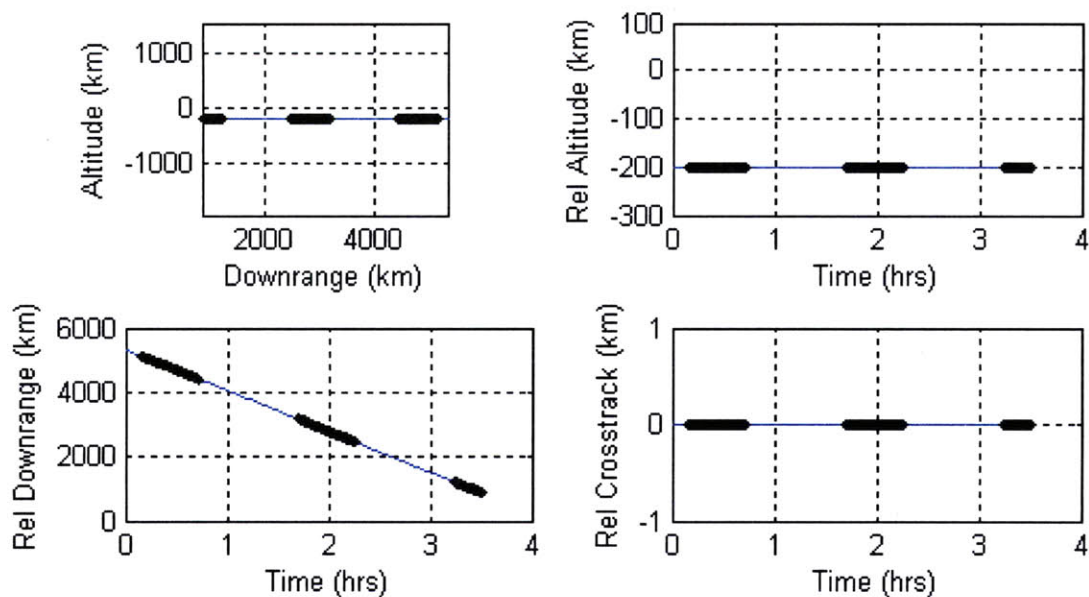 Altitude (km)
1000
0
-1000
2000 4000
Downrange (km)
Rel Altitude (km)
100
0
-100
-200
-300
0 1 2 3 4
Time (hrs)
Rel Downrange (km)
6000
4000
2000
0
0 1 2 3 4
Time (hrs)
Rel Crosstrack (km)
1
0
-1
0 1 2 3 4
Time (hrs)